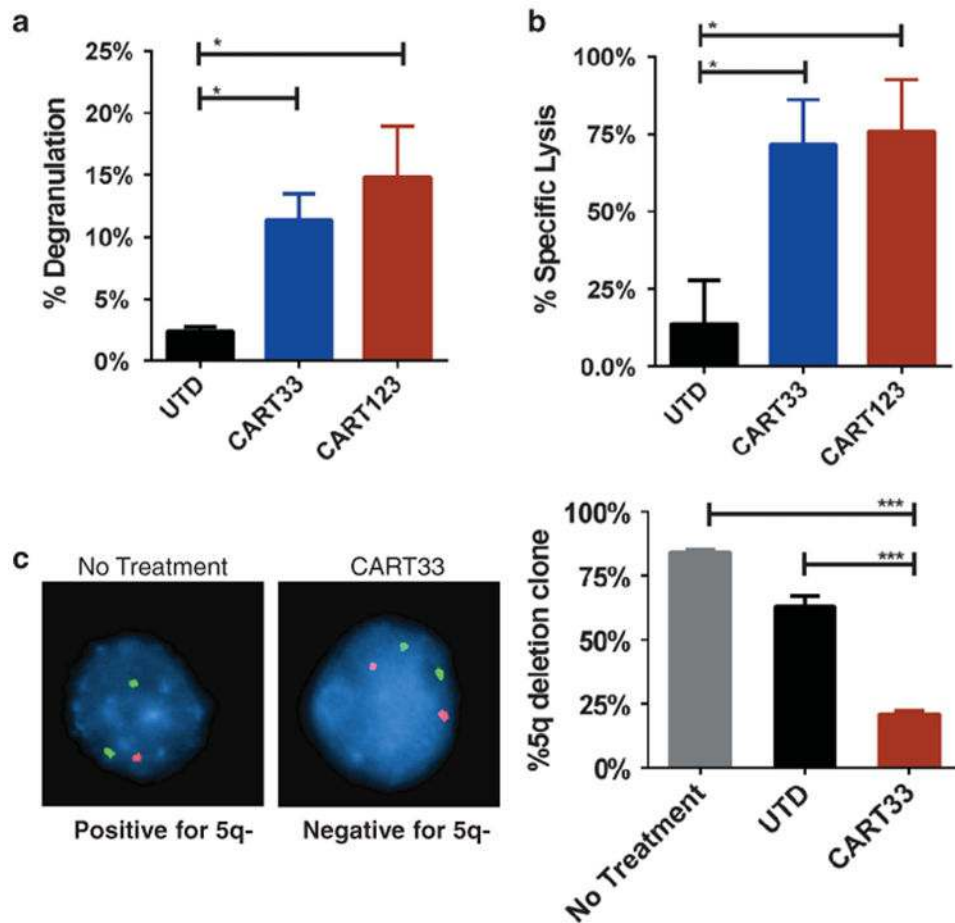 a
% Degranulation
25%
20%
15%
10%
5%
0%
*
*
UTD
CART33
CART123
b
% Specific Lysis
100%
75%
50%
25%
0.0%
*
*
UTD
CART33
CART123
c
No Treatment
CART33
Positive for 5q-
Negative for 5q-
%5q deletion clone
100%
75%
50%
25%
0%
***
***
No Treatment
UTD
CART33